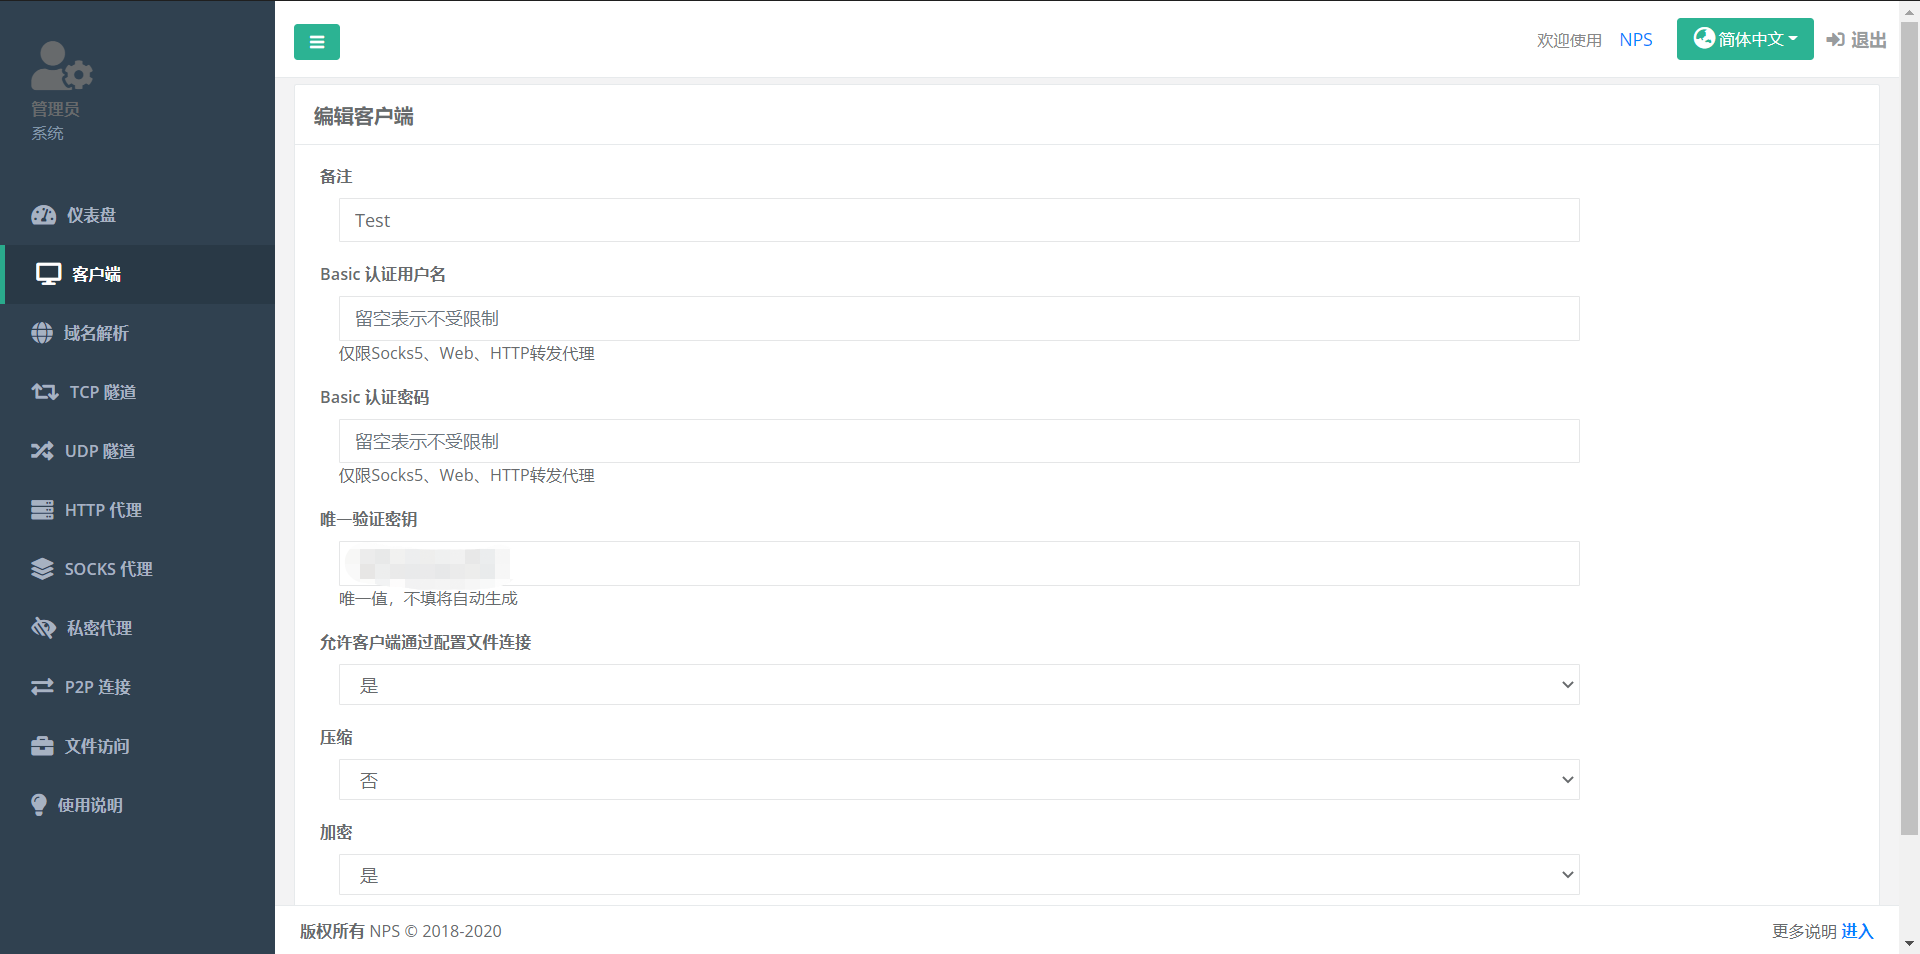 管理员
系统
仪表盘
客户端
域名解析
TCP 隧道
UDP 隧道
HTTP 代理
SOCKS 代理
私密代理
P2P 连接
文件访问
使用说明
欢迎使用 NPS 简体中文 退出
编辑客户端
备注
Test
Basic 认证用户名
留空表示不受限制
仅限Socks5、Web、HTTP转发代理
Basic 认证密码
留空表示不受限制
仅限Socks5、Web、HTTP转发代理
唯一验证密钥
唯一值，不填将自动生成
允许客户端通过配置文件连接
是
压缩
否
加密
是
版权所有 NPS © 2018-2020
更多说明 进入